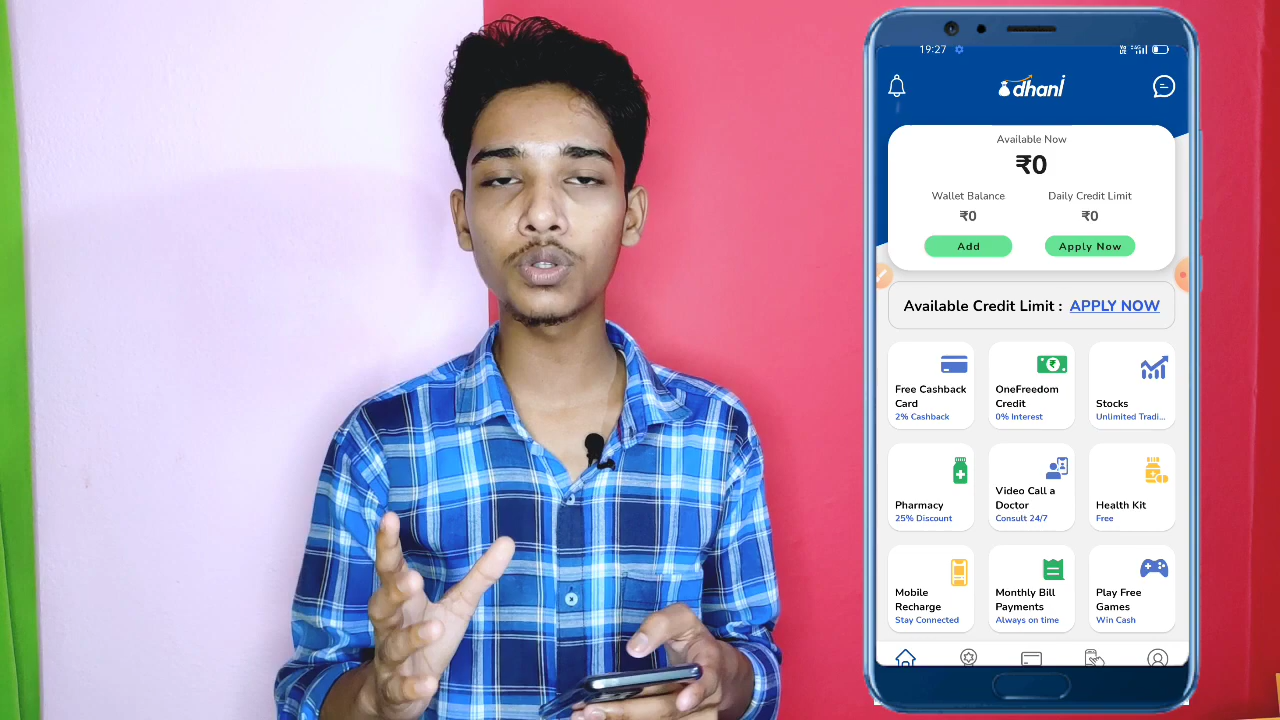 19:27
dhani
Available Now
₹0
Wallet Balance
Daily Credit Limit
₹0
₹0
Add
Apply Now
Available Credit Limit : APPLY NOW
Free Cashback
Card
2% Cashback
OneFreedom
Credit
0% Interest
Stocks
Unlimited Tradi...
Pharmacy
25% Discount
Video Call a
Doctor
Consult 24/7
Health Kit
Free
Mobile
Recharge
Stay Connected
Monthly Bill
Payments
Always on time
Play Free
Games
Win Cash